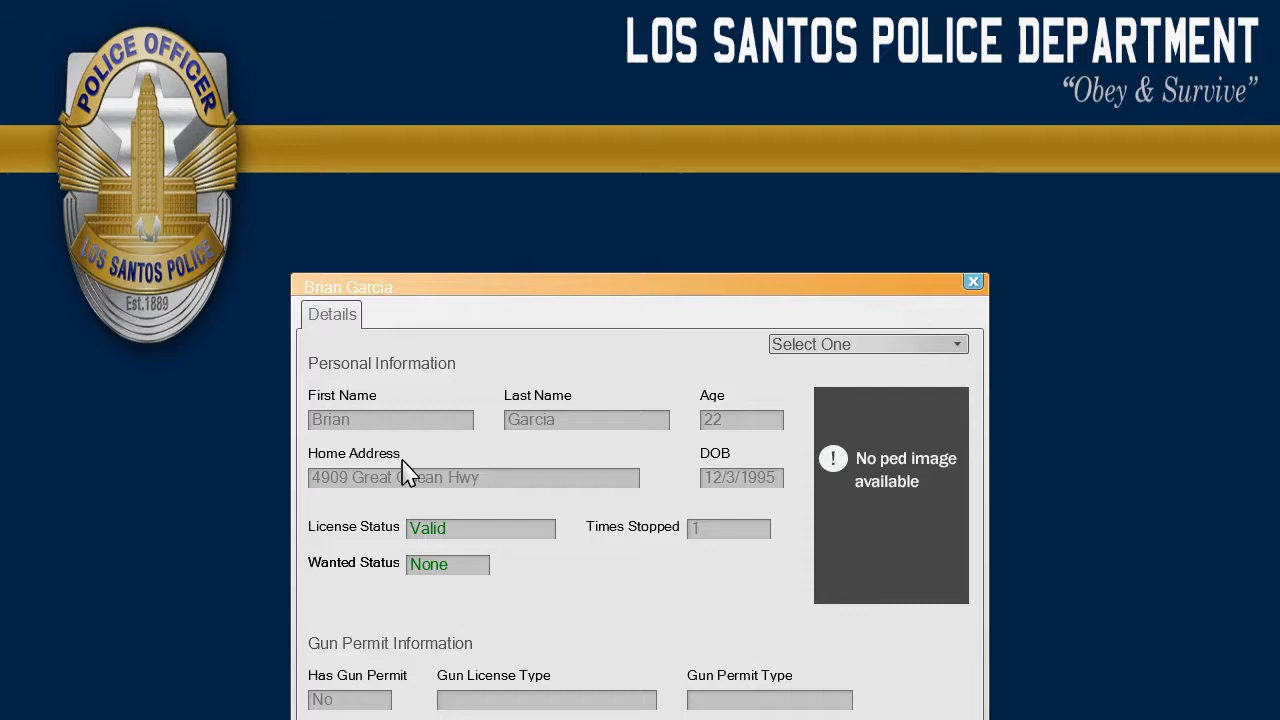 LOS SANTOS POLICE DEPARTMENT
“Obey & Survive”
POLICE OFFICER
LOS SANTOS POLICE
Est.1889
Brian Garcia
x
Details
Select One
Personal Information
First Name Last Name Age
Brian Garcia 22
Home Address DOB
4909 Great Ocean Hwy 12/3/1995
! No ped image
available
License Status Valid Times Stopped 1
Wanted Status None
Gun Permit Information
Has Gun Permit Gun License Type Gun Permit Type
No